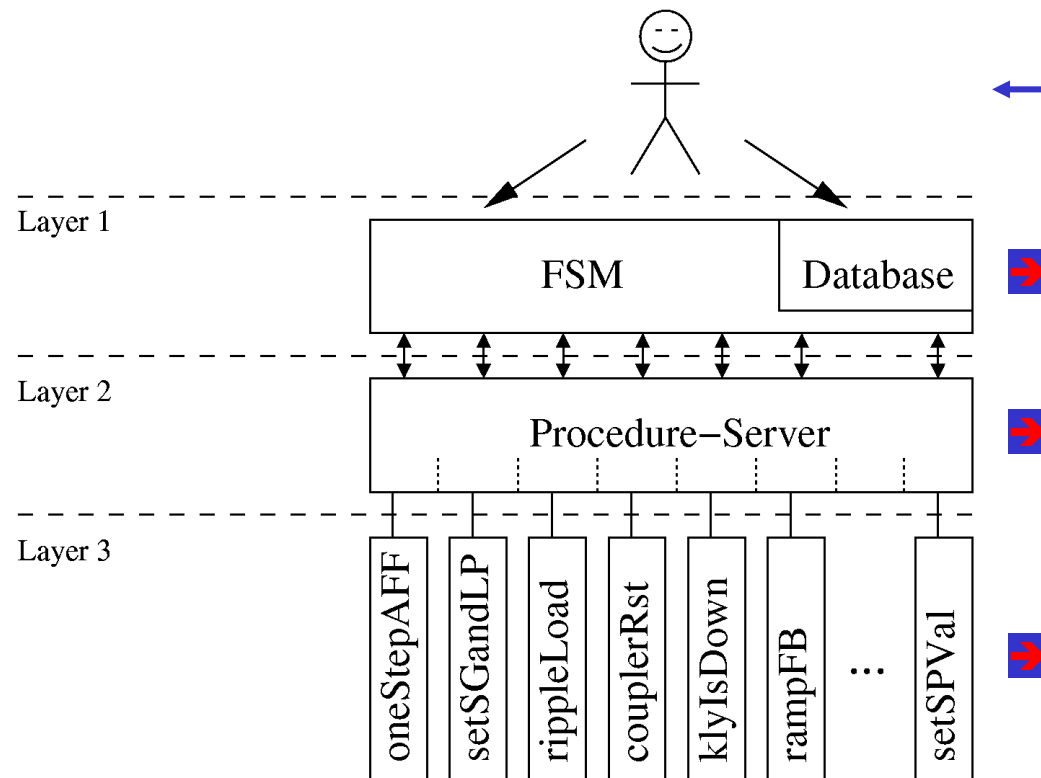 Layer 1
FSM
Database
Layer 2
Procedure−Server
Layer 3
oneStepAFF
setSGandLP
rippleLoad
couplerRst
klyIsDown
rampFB
...
setSPVal